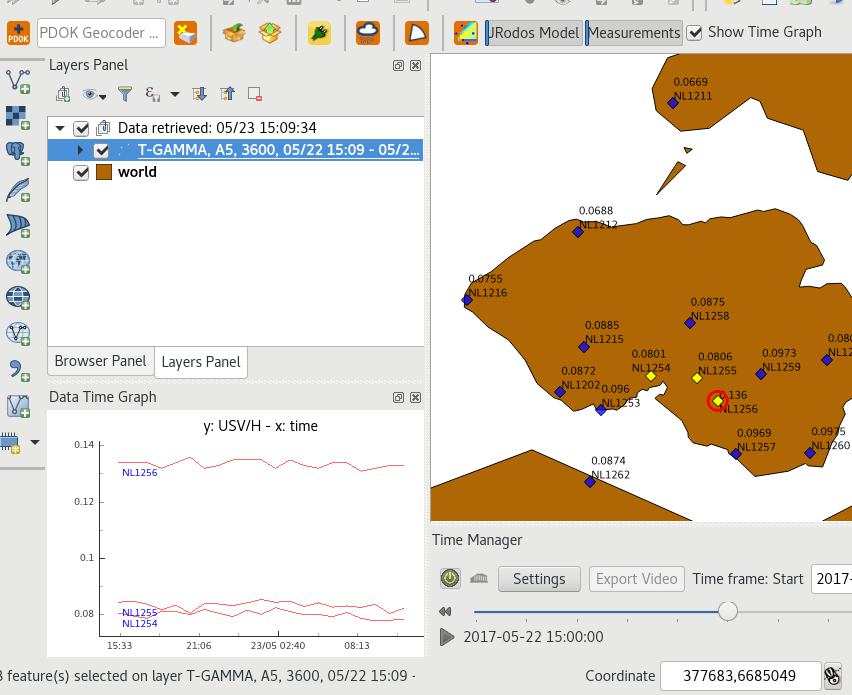 PDOK
PDOK Geocoder ...
JRodos Model
Measurements
Show Time Graph
Layers Panel
Data retrieved: 05/23 15:09:34
T-GAMMA, A5, 3600, 05/22 15:09 - 05/2...
world
Browser Panel
Layers Panel
Data Time Graph
y: USV/H - x: time
0.14
NL1256
0.12
0.1
0.08
NL1255
NL1254
15:33
21:06
23/05 02:40
08:13
0.0669
NL1211
0.0688
NL1212
0.0755
NL1216
0.0875
NL1258
0.0885
NL1215
0.0801
NL1254
0.0806
NL1255
0.0973
NL1259
0.0872
NL1202
0.096
NL1253
NL1256
0.0969
NL1257
0.0975
NL1260
0.0874
NL1262
Time Manager
Settings
Export Video
Time frame: Start
2017-
2017-05-22 15:00:00
feature(s) selected on layer T-GAMMA, A5, 3600, 05/22 15:09 -
Coordinate
377683,6685049